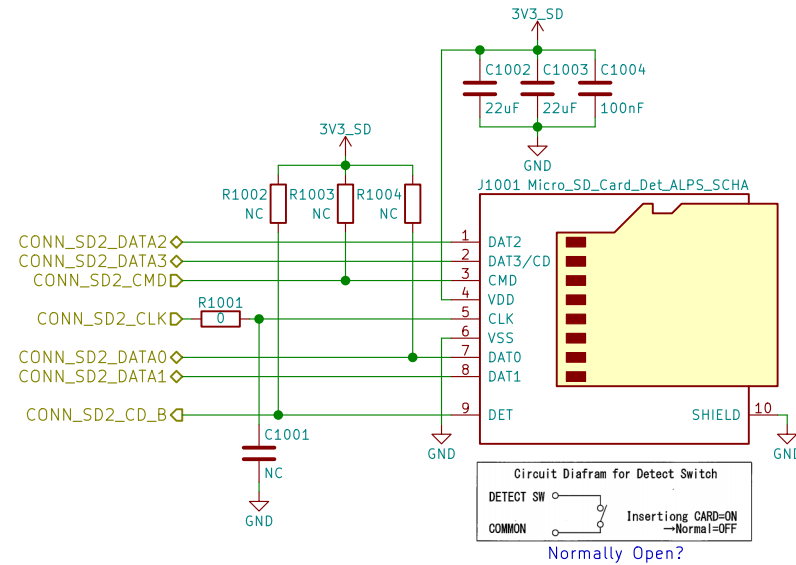 3V3_SD
C1002
C1003
C1004
22uF
22uF
100nF
GND
3V3_SD
R1002
R1003
R1004
NC
NC
NC
J1001 Micro_SD_Card_Det_ALPS_SCHA
CONN_SD2_DATA2
1
DAT2
CONN_SD2_DATA3
2
DAT3/CD
CONN_SD2_CMD
3
CMD
4
VDD
R1001
0
CONN_SD2_CLK
5
CLK
6
VSS
CONN_SD2_DATA0
7
DAT0
CONN_SD2_DATA1
8
DAT1
CONN_SD2_CD_B
9
DET
SHIELD
10
C1001
NC
GND
GND
GND
Circuit Diafram for Detect Switch
DETECT SW
COMMON
Insertiong CARD=ON
→Normal=OFF
Normally Open?